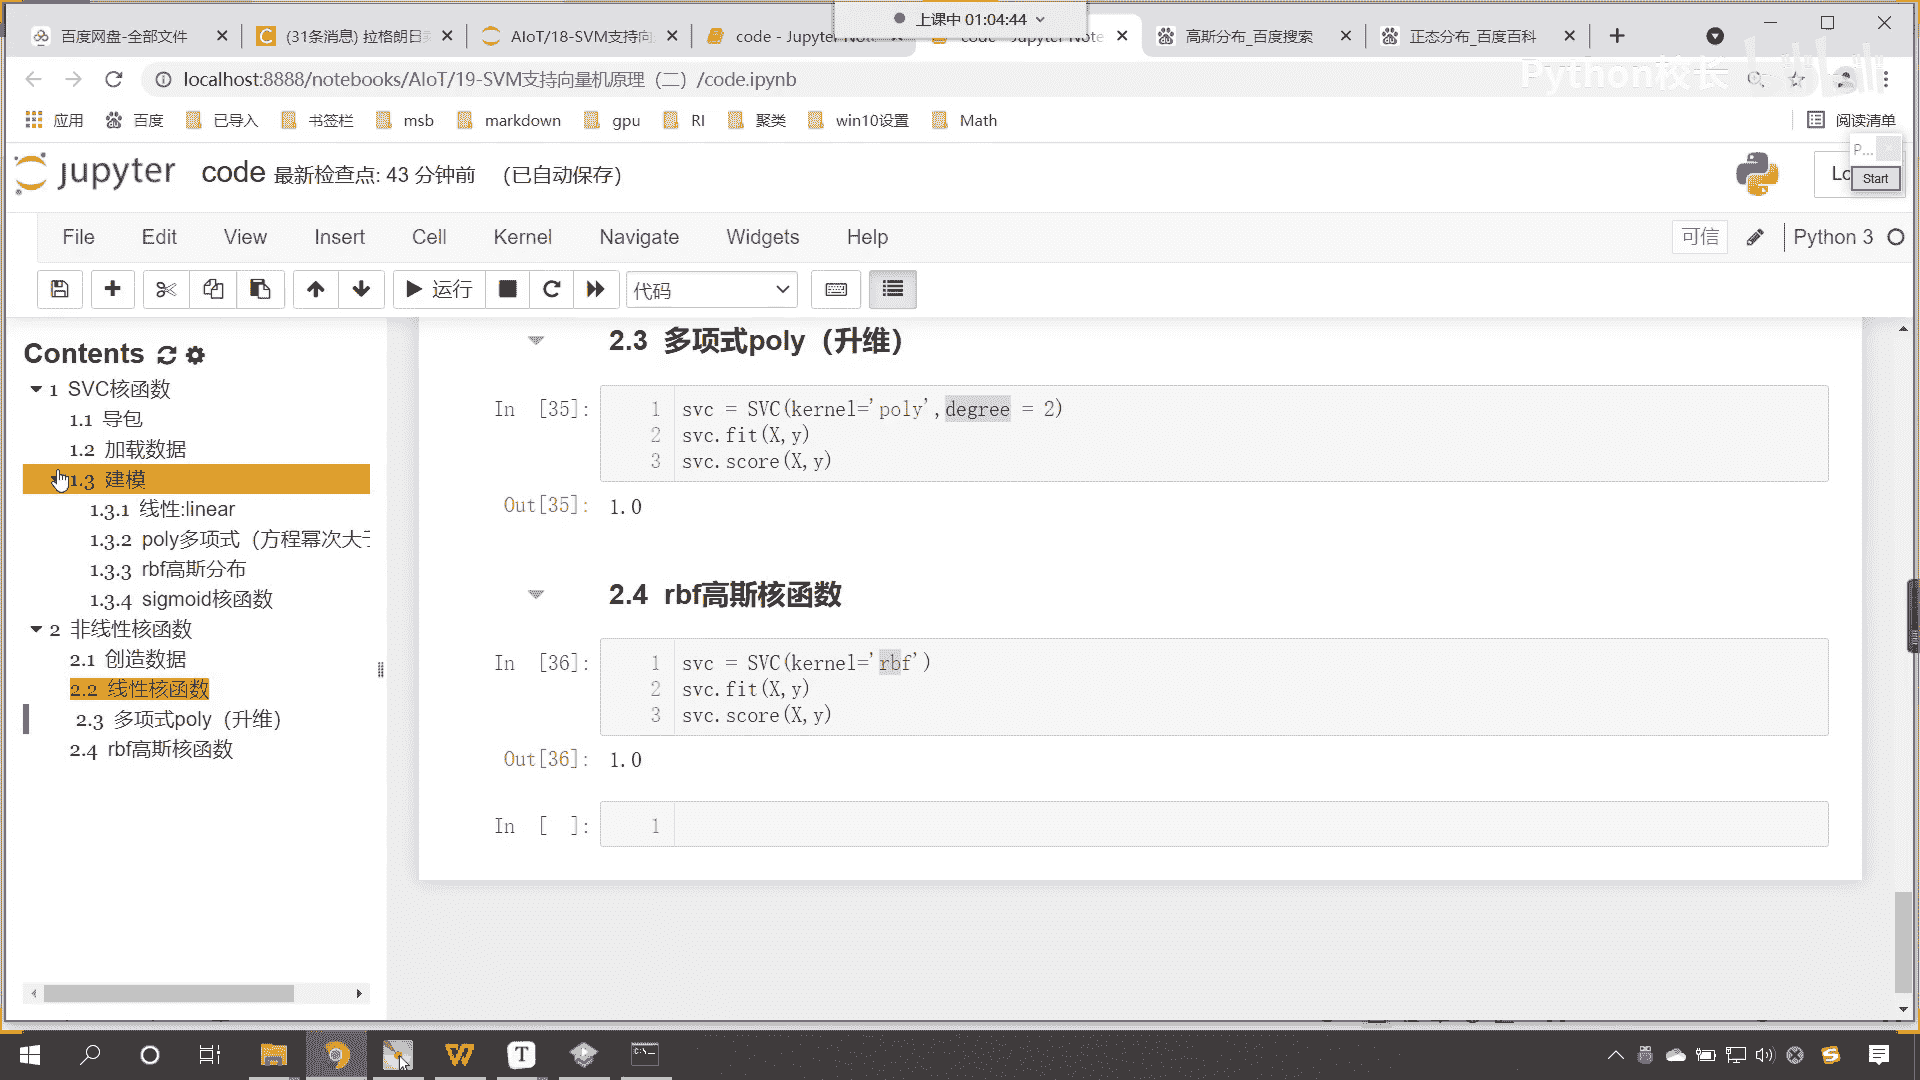 上课中 01:04:44
百度网盘-全部文件
(31条消息) 拉格朗日
AIoT/18-SVM支持向
code - Jupyter Not
code - Jupyter Note
高斯分布_百度搜索
正态分布_百度百科
localhost:8888/notebooks/AIoT/19-SVM支持向量机原理（二）/code.ipynb
Python校长
bilibili
应用
百度
已导入
书签栏
msb
markdown
gpu
RI
聚类
win10设置
Math
阅读清单
P...
Start
jupyter
code 最新检查点: 43 分钟前 (已自动保存)
Lo
File Edit View Insert Cell Kernel Navigate Widgets Help
可信
Python 3
运行
代码
Contents
1 SVC核函数
1.1 导包
1.2 加载数据
1.3 建模
1.3.1 线性:linear
1.3.2 poly多项式（方程幂次大于
1.3.3 rbf高斯分布
1.3.4 sigmoid核函数
2 非线性核函数
2.1 创造数据
2.2 线性核函数
2.3 多项式poly（升维）
2.4 rbf高斯核函数
2.3 多项式poly（升维）
In [35]:
1 svc = SVC(kernel='poly',degree = 2)
2 svc.fit(X,y)
3 svc.score(X,y)
Out[35]: 1.0
2.4 rbf高斯核函数
In [36]:
1 svc = SVC(kernel='rbf')
2 svc.fit(X,y)
3 svc.score(X,y)
Out[36]: 1.0
In [ ]:
1